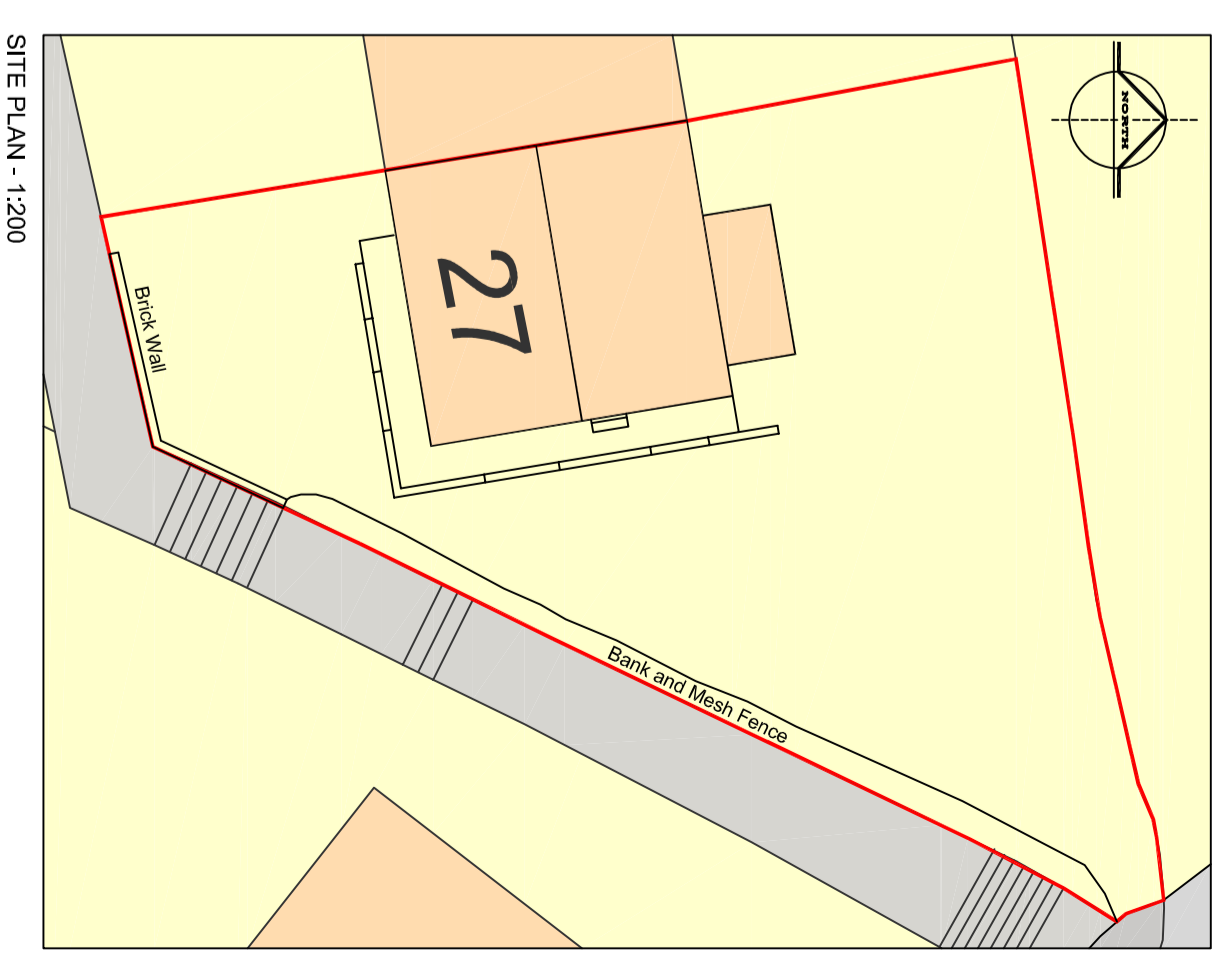 SITE PLAN - 1:200
NORTH
27
Brick Wall
Bank and Mesh Fence